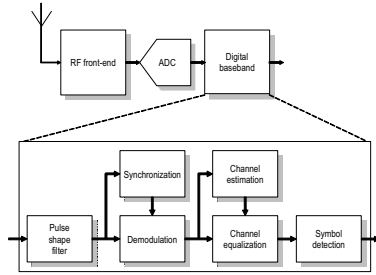 RF front-end
ADC
Digital
baseband
Synchronization
Channel
estimation
Pulse
shape
filter
Demodulation
Channel
equalization
Symbol
detection